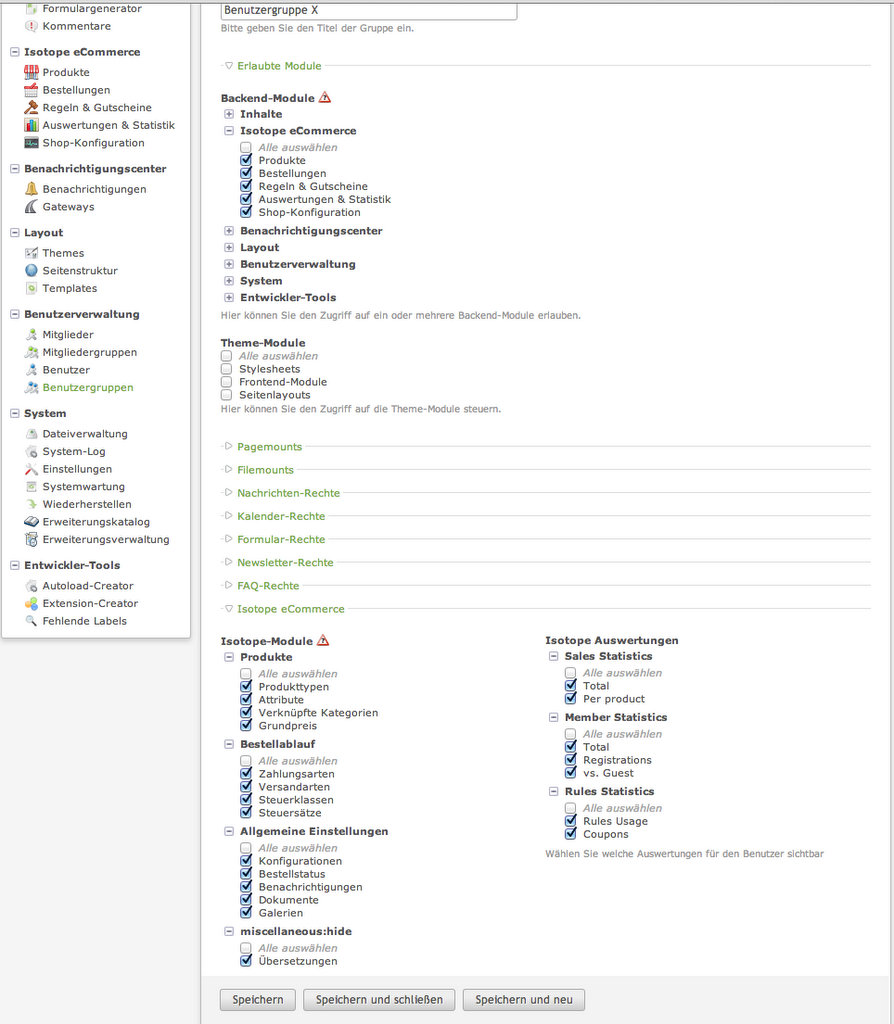 Formulargenerator
Kommentare
Isotope eCommerce
Produkte
Bestellungen
Regeln & Gutscheine
Auswertungen & Statistik
Shop-Konfiguration
Benachrichtigungscenter
Benachrichtigungen
Gateways
Layout
Themes
Seitenstruktur
Templates
Benutzerverwaltung
Mitglieder
Mitgliedergruppen
Benutzer
Benutzergruppen
System
Dateiverwaltung
System-Log
Einstellungen
Systemwartung
Wiederherstellen
Erweiterungskatalog
Erweiterungsverwaltung
Entwickler-Tools
Autoload-Creator
Extension-Creator
Fehlende Labels
Benutzergruppe X
Bitte geben Sie den Titel der Gruppe ein.
Erlaubte Module
Backend-Module
Inhalte
Isotope eCommerce
Alle auswählen
Produkte
Bestellungen
Regeln & Gutscheine
Auswertungen & Statistik
Shop-Konfiguration
Benachrichtigungscenter
Layout
Benutzerverwaltung
System
Entwickler-Tools
Hier können Sie den Zugriff auf ein oder mehrere Backend-Module erlauben.
Theme-Module
Alle auswählen
Stylesheets
Frontend-Module
Seitenlayouts
Hier können Sie den Zugriff auf die Theme-Module steuern.
Pagemounts
Filemounts
Nachrichten-Rechte
Kalender-Rechte
Formular-Rechte
Newsletter-Rechte
FAQ-Rechte
Isotope eCommerce
Isotope-Module
Produkte
Alle auswählen
Produkttypen
Attribute
Verknüpfte Kategorien
Grundpreis
Bestellablauf
Alle auswählen
Zahlungsarten
Versandarten
Steuerklassen
Steuersätze
Allgemeine Einstellungen
Alle auswählen
Konfigurationen
Bestellstatus
Benachrichtigungen
Dokumente
Galerien
miscellaneous:hide
Alle auswählen
Übersetzungen
Isotope Auswertungen
Sales Statistics
Alle auswählen
Total
Per product
Member Statistics
Alle auswählen
Total
Registrations
vs. Guest
Rules Statistics
Alle auswählen
Rules Usage
Coupons
Wählen Sie welche Auswertungen für den Benutzer sichtbar
Speichern
Speichern und schließen
Speichern und neu